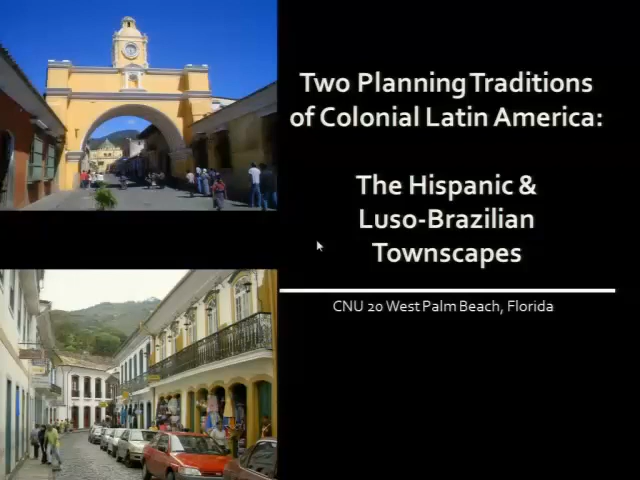 Two Planning Traditions
of Colonial Latin America:
The Hispanic &
Luso-Brazilian
Townscapes
CNU 20 West Palm Beach, Florida